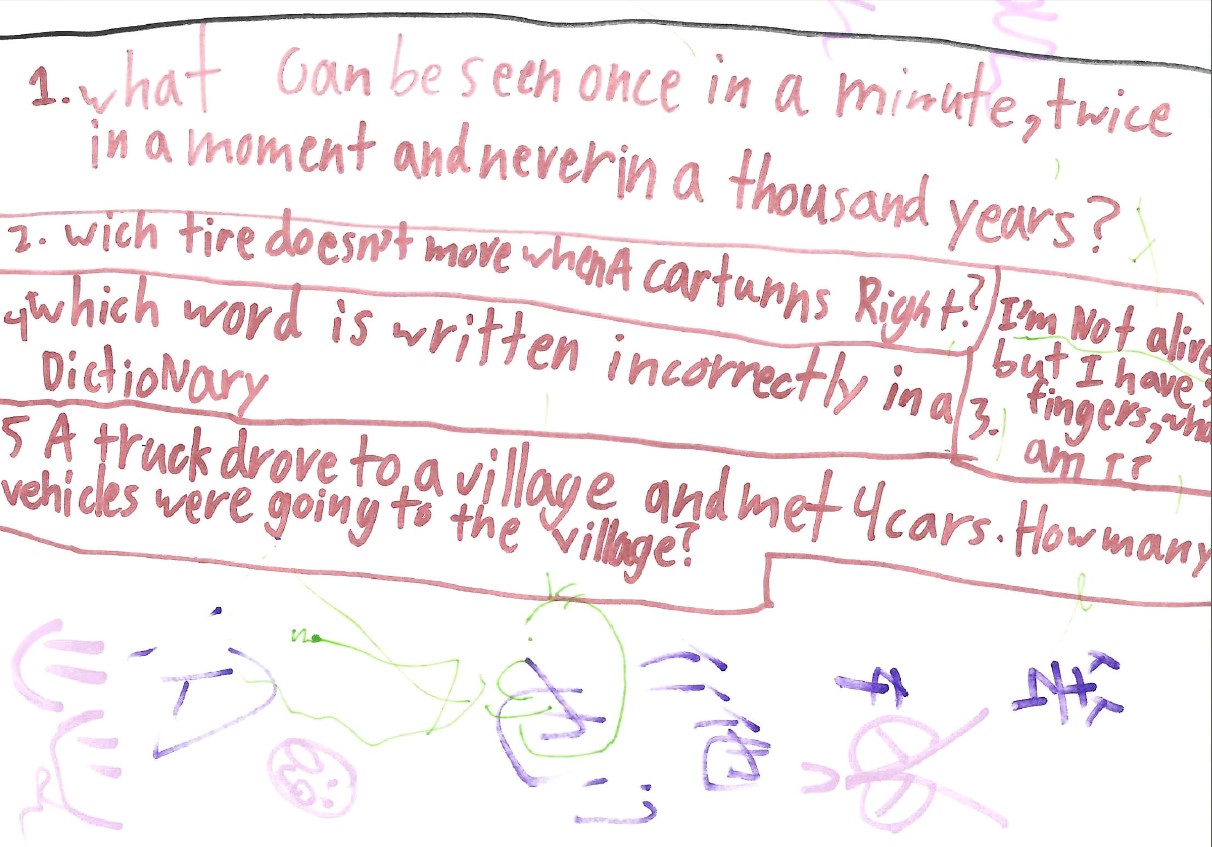 1. what can be seen once in a minute, twice
in a moment and never in a thousand years?
2. wich tire doesn't move when A car turnns Right?
I'm Not alive
but I have 5
fingers, who
3. am I?
4 which word is written incorrectly in a
DictioNary
5 A truck drove to a village and met 4 cars. How many
vehicles were going to the village?